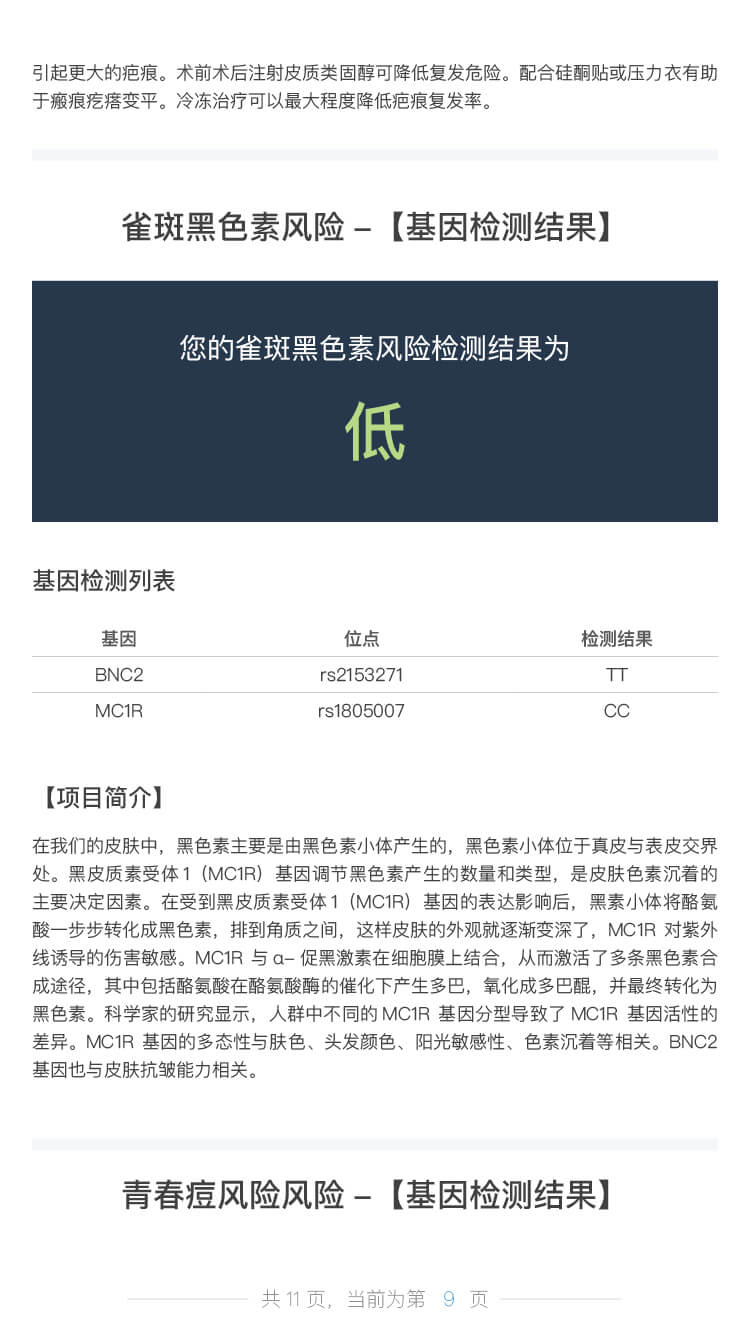 引起更大的疤痕。术前术后注射皮质类固醇可降低复发危险。配合硅酮贴或压力衣有助
于瘢痕疙瘩变平。冷冻治疗可以最大程度降低疤痕复发率。
雀斑黑色素风险 –【基因检测结果】
您的雀斑黑色素风险检测结果为
低
基因检测列表
基因 位点 检测结果
BNC2 rs2153271 TT
MC1R rs1805007 CC
【项目简介】
在我们的皮肤中，黑色素主要是由黑色素小体产生的，黑色素小体位于真皮与表皮交界
处。黑皮质素受体 1（MC1R）基因调节黑色素产生的数量和类型，是皮肤色素沉着的
主要决定因素。在受到黑皮质素受体 1（MC1R）基因的表达影响后，黑素小体将酪氨
酸一步步转化成黑色素，排到角质之间，这样皮肤的外观就逐渐变深了，MC1R 对紫外
线诱导的伤害敏感。MC1R 与 α– 促黑激素在细胞膜上结合，从而激活了多条黑色素合
成途径，其中包括酪氨酸在酪氨酸酶的催化下产生多巴，氧化成多巴醌，并最终转化为
黑色素。科学家的研究显示，人群中不同的 MC1R 基因分型导致了 MC1R 基因活性的
差异。MC1R 基因的多态性与肤色、头发颜色、阳光敏感性、色素沉着等相关。BNC2
基因也与皮肤抗皱能力相关。
青春痘风险风险 –【基因检测结果】
共 11 页，当前为第 9 页